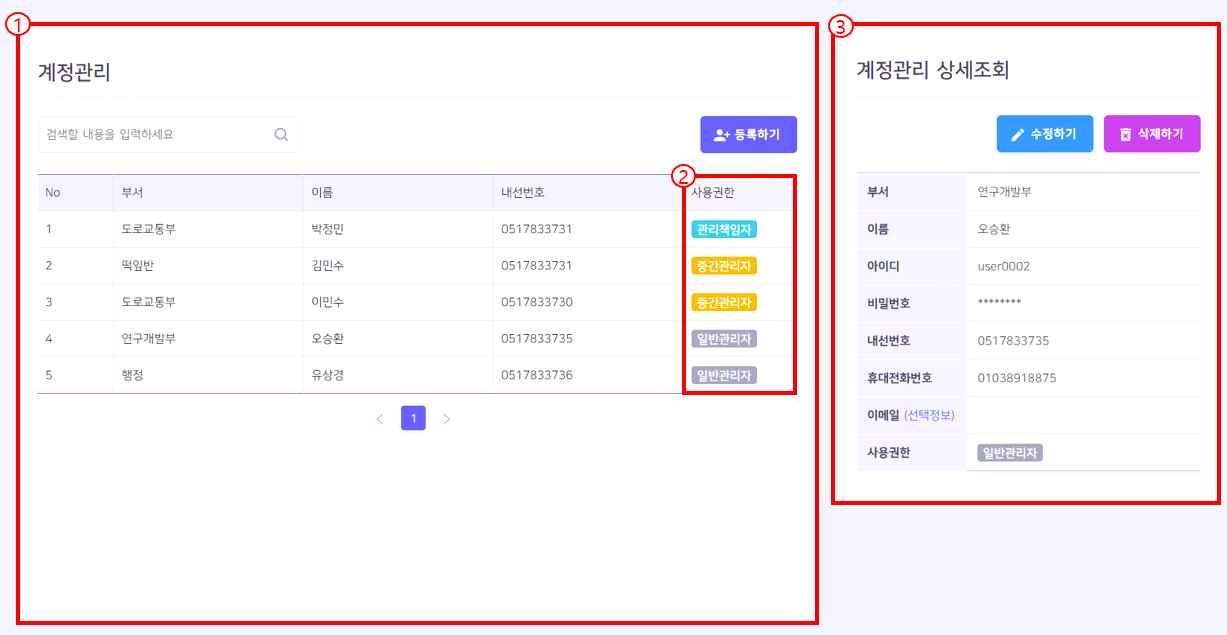 ①
계정관리
검색할 내용을 입력하세요
등록하기
②
No 부서 이름 내선번호 사용권한
1 도로교통부 박정민 0517833731 관리책임자
2 떡잎반 김민수 0517833731 중간관리자
3 도로교통부 이민수 0517833730 중간관리자
4 연구개발부 오승환 0517833735 일반관리자
5 행정 유상경 0517833736 일반관리자
< 1 >
③
계정관리 상세조회
수정하기 삭제하기
부서 연구개발부
이름 오승환
아이디 user0002
비밀번호 ********
내선번호 0517833735
휴대전화번호 01038918875
이메일 (선택정보)
사용권한 일반관리자